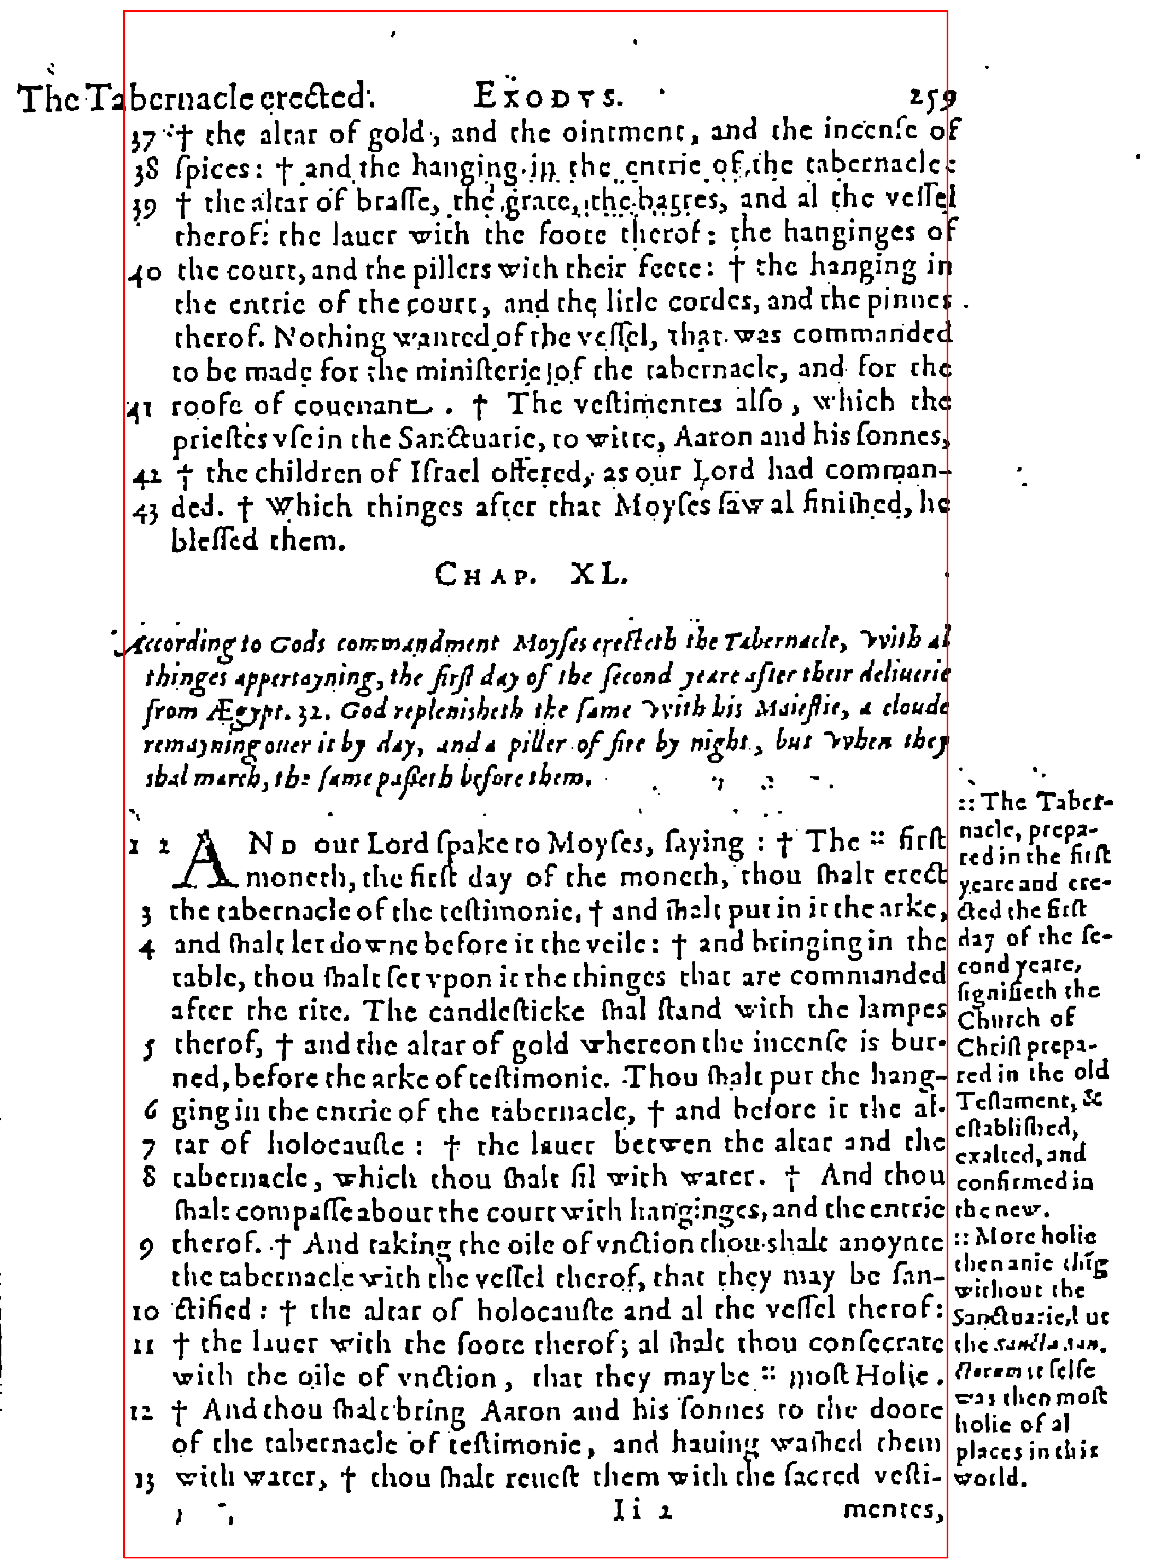 The Tabernacle erected. EXODVS. 259
37 † the altar of gold, and the ointment, and the incenſe of
38 ſpices: † and the hanging in the entrie of the tabernacle:
39 † the altar of braſſe, the grate, the barres, and al the veſſel
therof: the lauer with the foote therof: the hanginges of
40 the court, and the pillers with their feete: † the hanging in
the entrie of the court, and the litle cordes, and the pinnes
therof. Nothing wanted of the veſſel, that was commanded
to be made for the miniſterie of the tabernacle, and for the
41 roofe of couenant. † The veſtimentes alſo, which the
prieſtes vſe in the Sanctuarie, to witte, Aaron and his ſonnes,
42 † the children of Iſrael offered, as our Lord had comman-
43 ded. † Which thinges after that Moyſes ſaw al finiſhed, he
bleſſed them.
CHAP. XL.
According to Gods commandment Moyſes erecteth the Tabernacle, with al
thinges appertayning, the firſt day of the ſecond yeare after their deliuerie
from Ægypt. 32. God repleniſheth the ſame with his Maieſtie, a cloude
remayning ouer it by day, and a piller of fire by night, but when they
shal march, the ſame paſſeth before them.
1 2 AND our Lord ſpake to Moyſes, ſaying: † The :: firſt
moneth, the firſt day of the moneth, thou ſhalt erect
3 the tabernacle of the teſtimonie, † and ſhalt put in it the arke,
4 and ſhalt let downe before it the veile: † and bringing in the
table, thou ſhalt ſet vpon it the thinges that are commanded
after the rite. The candleſticke ſhal ſtand with the lampes
5 therof, † and the altar of gold whereon the incenſe is bur-
ned, before the arke of teſtimonie. Thou ſhalt put the hang-
6 ging in the entrie of the tabernacle, † and before it the al-
7 tar of holocauſte: † the lauer betwen the altar and the
8 tabernacle, which thou ſhalt fil with water. † And thou
ſhalt compaſſe about the court with hanginges, and the entrie
9 therof. † And taking the oile of vnction thou shalt anoynte
the tabernacle with the veſſel therof, that they may be ſan-
10 ctified: † the altar of holocauſte and al the veſſel therof:
11 † the lauer with the foote therof; al ſhalt thou conſecrate
with the oile of vnction, that they may be :: moſt Holie.
12 † And thou ſhalt bring Aaron and his ſonnes to the doore
of the tabernacle of teſtimonie, and hauing waſhed them
13 with water, † thou ſhalt reueſt them with the ſacred veſti-
Ii 2 mentes,
:: The Taber-
nacle, prepa-
red in the firſt
yeare and ere-
cted the firſt
day of the ſe-
cond yeare,
ſignifieth the
Church of
Chriſt prepa-
red in the old
Teſtament, &
eſtabliſhed,
exalted, and
confirmed in
the new.
:: More holie
then anie thĩg
without the
Sanctuarie, but
the Sancta san-
ctorum it ſelfe
was then moſt
holie of al
places in this
world.